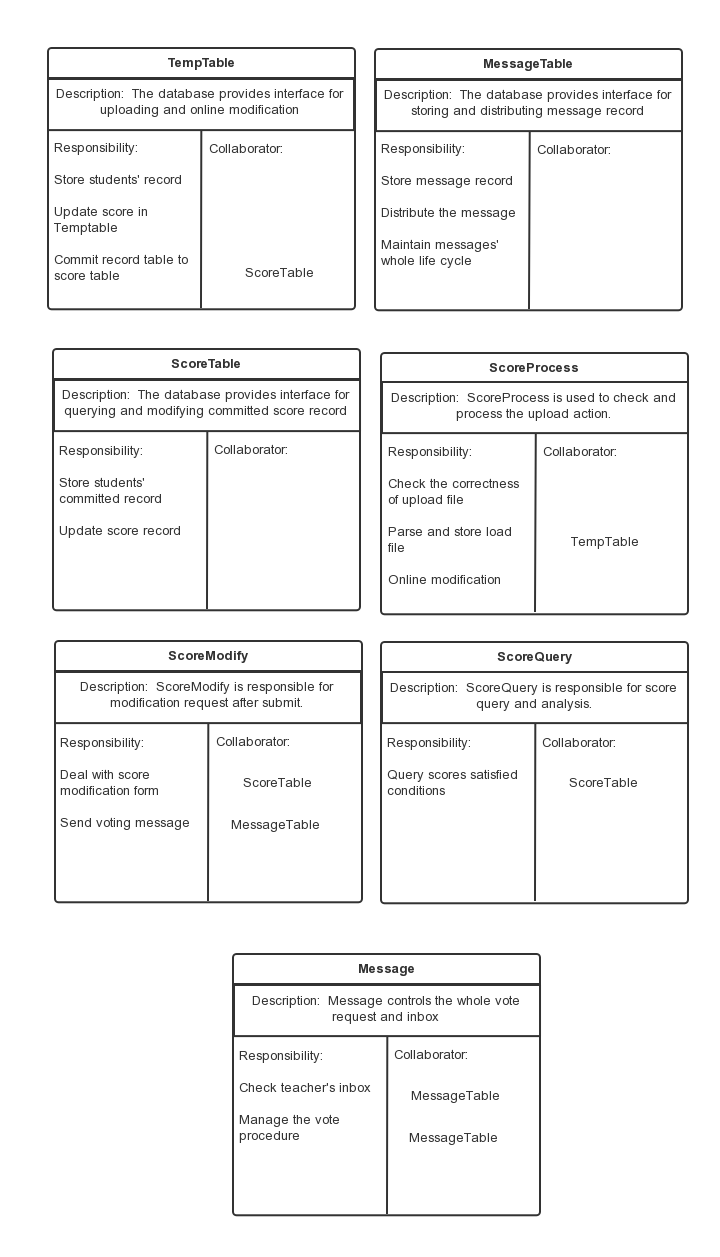 TempTable
Description:  The database provides interface for
uploading and online modification
Responsibility:
Store students' record
Update score in
Temptable
Commit record table to
score table
Collaborator:
ScoreTable
MessageTable
Description:  The database provides interface for
storing and distributing message record
Responsibility:
Store message record
Distribute the message
Maintain messages'
whole life cycle
Collaborator:
ScoreTable
Description:  The database provides interface for
querying and modifying committed score record
Responsibility:
Store students'
committed record
Update score record
Collaborator:
ScoreProcess
Description:  ScoreProcess is used to check and
process the upload action.
Responsibility:
Check the correctness
of upload file
Parse and store load
file
Online modification
Collaborator:
TempTable
ScoreModify
Description:  ScoreModify is responsible for
modification request after submit.
Responsibility:
Deal with score
modification form
Send voting message
Collaborator:
ScoreTable
MessageTable
ScoreQuery
Description:  ScoreQuery is responsible for score
query and analysis.
Responsibility:
Query scores satisfied
conditions
Collaborator:
ScoreTable
Message
Description:  Message controls the whole vote
request and inbox
Responsibility:
Check teacher's inbox
Manage the vote
procedure
Collaborator:
MessageTable
MessageTable